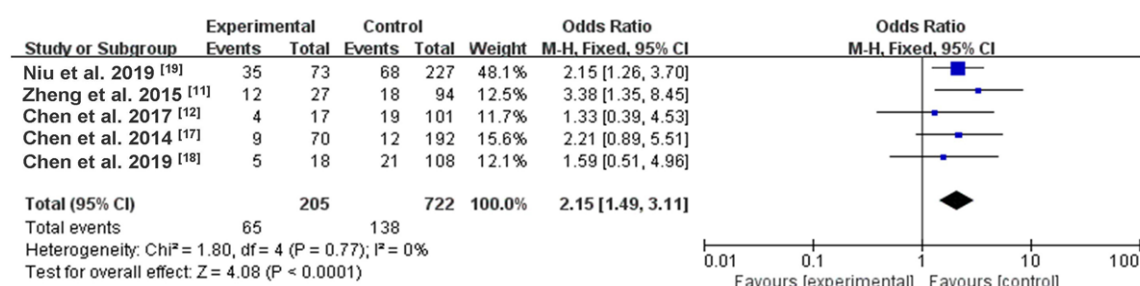 Experimental Control Odds Ratio Odds Ratio
Study or Subgroup Events Total Events Total Weight M-H, Fixed, 95% CI M-H, Fixed, 95% CI
Niu et al. 2019 [19] 35 73 68 227 48.1% 2.15 [1.26, 3.70]
Zheng et al. 2015 [11] 12 27 18 94 12.5% 3.38 [1.35, 8.45]
Chen et al. 2017 [12] 4 17 19 101 11.7% 1.33 [0.39, 4.53]
Chen et al. 2014 [17] 9 70 12 192 15.6% 2.21 [0.89, 5.51]
Chen et al. 2019 [18] 5 18 21 108 12.1% 1.59 [0.51, 4.96]
Total (95% CI) 205 722 100.0% 2.15 [1.49, 3.11]
Total events 65 138
Heterogeneity: Chi² = 1.80, df = 4 (P = 0.77); I² = 0%
Test for overall effect: Z = 4.08 (P < 0.0001)
0.01 0.1 1 10 100
Favours [experimental] Favours [control]